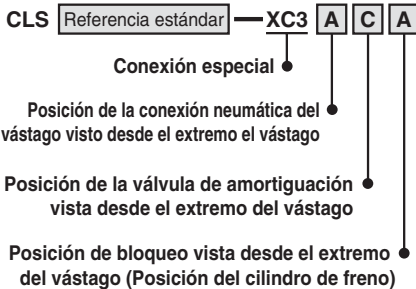 CLS Referencia estándar — XC3 A C A
Conexión especial
Posición de la conexión neumática del
vástago visto desde el extremo el vástago
Posición de la válvula de amortiguación
vista desde el extremo del vástago
Posición de bloqueo vista desde el extremo
del vástago (Posición del cilindro de freno)